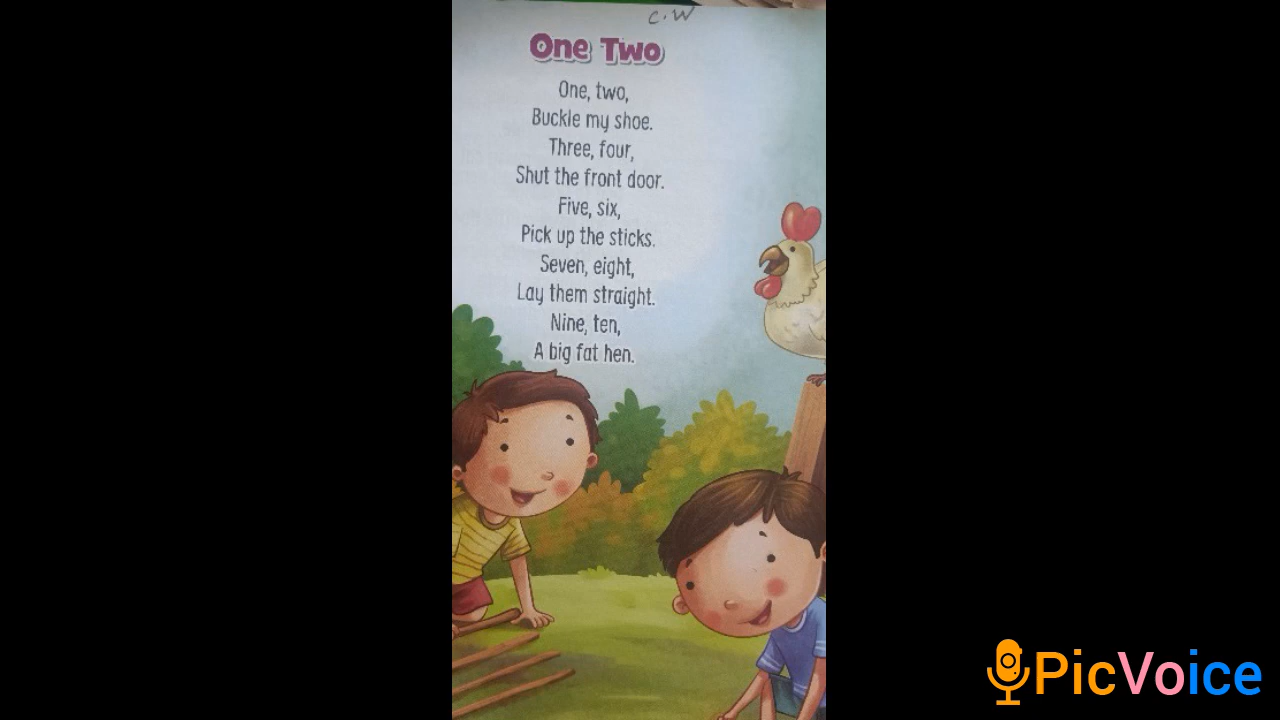 C.W
One Two
One, two,
Buckle my shoe.
Three, four,
Shut the front door.
Five, six,
Pick up the sticks.
Seven, eight,
Lay them straight.
Nine, ten,
A big fat hen.
PicVoice